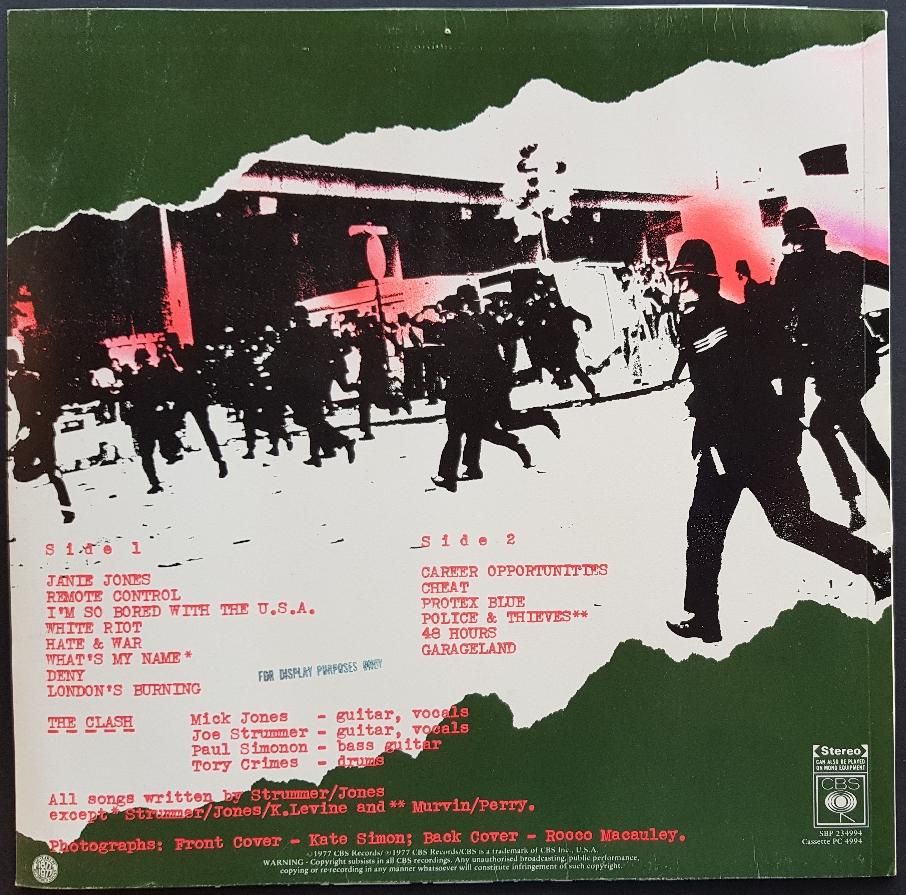 Side 1
JANIE JONES
REMOTE CONTROL
I'M SO BORED WITH THE U.S.A.
WHITE RIOT
HATE & WAR
WHAT'S MY NAME*
DENY
LONDON'S BURNING
Side 2
CAREER OPPORTUNITIES
CHEAT
PROTEX BLUE
POLICE & THIEVES**
48 HOURS
GARAGELAND
FOR DISPLAY PURPOSES ONLY
THE CLASH
Mick Jones - guitar, vocals
Joe Strummer - guitar, vocals
Paul Simonon - bass guitar
Tory Crimes - drums
All songs written by Strummer/Jones
except* Strummer/Jones/K.Levine and ** Murvin/Perry.
Photographs: Front Cover - Kate Simon; Back Cover - Rocco Macauley.
©1977 CBS Records/ ℗1977 CBS Records/CBS is a trademark of CBS Inc., U.S.A.
WARNING - Copyright subsists in all CBS recordings. Any unauthorised broadcasting, public performance,
copying or re-recording in any manner whatsoever will constitute infringement of such copyright.
Stereo
CAN ALSO BE PLAYED
ON MONO EQUIPMENT
CBS
SBP 234994
Cassette PC 4994